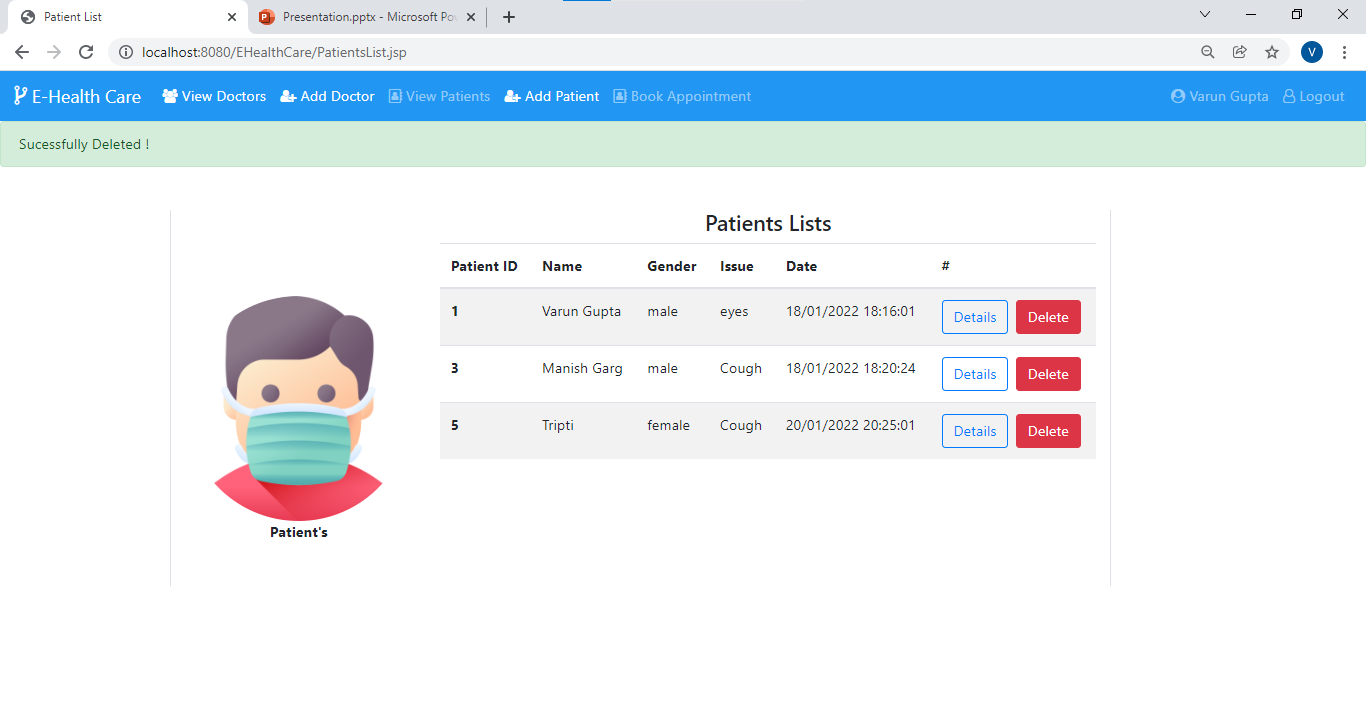 Patient List
Presentation.pptx - Microsoft Po
localhost:8080/EHealthCare/PatientsList.jsp
V
E-Health Care View Doctors Add Doctor View Patients Add Patient Book Appointment Varun Gupta Logout
Sucessfully Deleted !
Patients Lists
Patient ID Name Gender Issue Date #
1 Varun Gupta male eyes 18/01/2022 18:16:01 Details Delete
3 Manish Garg male Cough 18/01/2022 18:20:24 Details Delete
5 Tripti female Cough 20/01/2022 20:25:01 Details Delete
Patient's